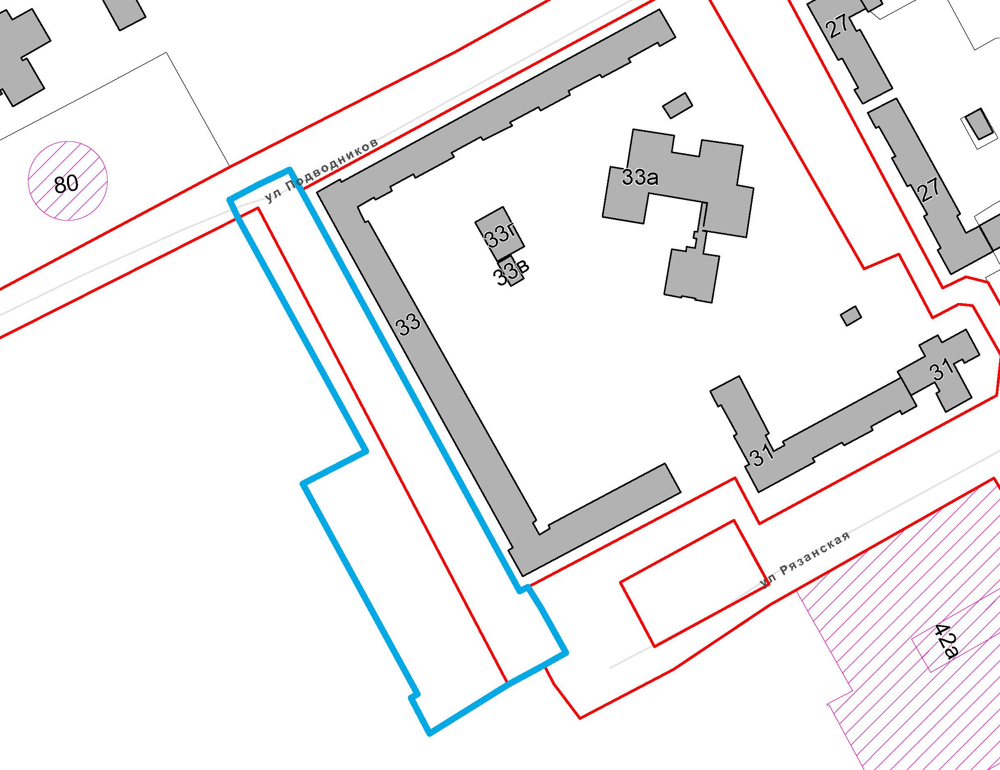 27
ул Подводников
33а
80
27
33г
33в
33
31
31
ул Рязанская
42а